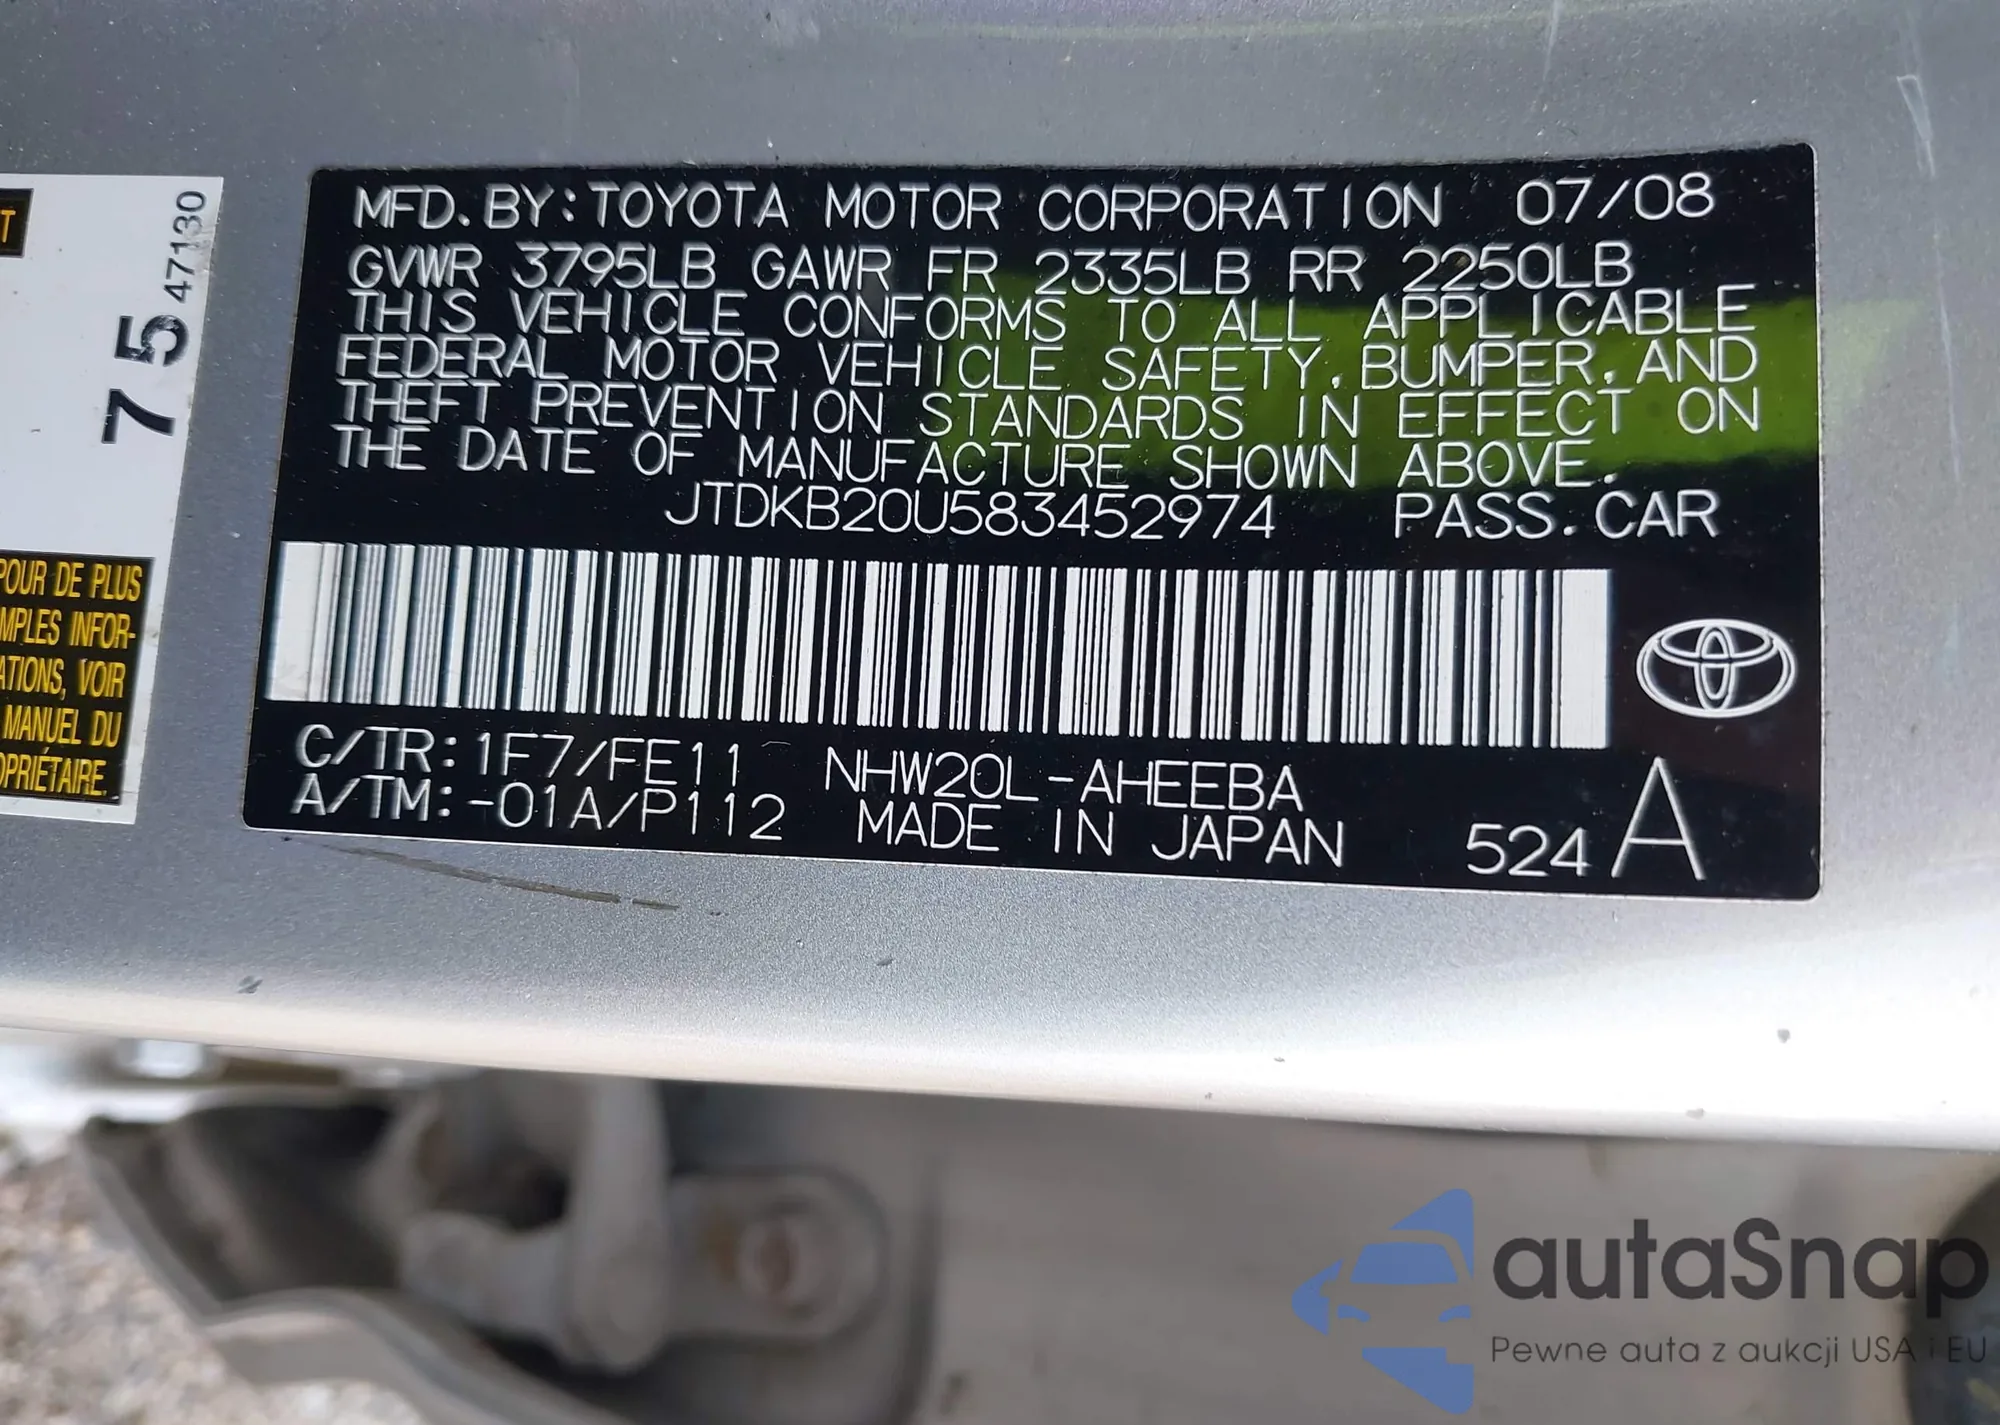 MFD. BY: TOYOTA MOTOR CORPORATION 07/08
GVWR 3795LB GAWR FR 2335LB RR 2250LB
THIS VEHICLE CONFORMS TO ALL APPLICABLE
FEDERAL MOTOR VEHICLE SAFETY, BUMPER, AND
THEFT PREVENTION STANDARDS IN EFFECT ON
THE DATE OF MANUFACTURE SHOWN ABOVE.
JTDKB20U583452974 PASS. CAR
C/TR: 1F7/FE11 NHW20L-AHEEBA
A/TM: -01A/P112 MADE IN JAPAN 524 A
75 47130
POUR DE PLUS
MPLES INFOR-
ATIONS, VOIR
MANUEL DU
OPRIÉTAIRE.
autaSnap
Pewne auta z aukcji USA i EU